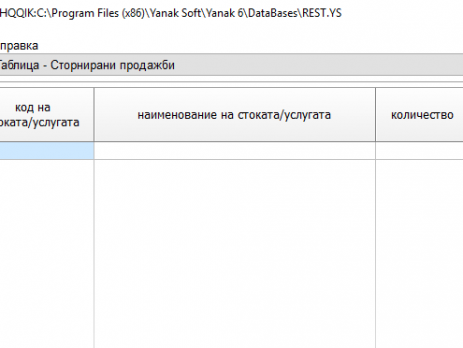 HQQIK:C:\Program Files (x86)\Yanak Soft\Yanak 6\DataBases\REST.YS
правка
Таблица - Сторнирани продажби
код на
оката/услугата
наименование на стоката/услугата
количество